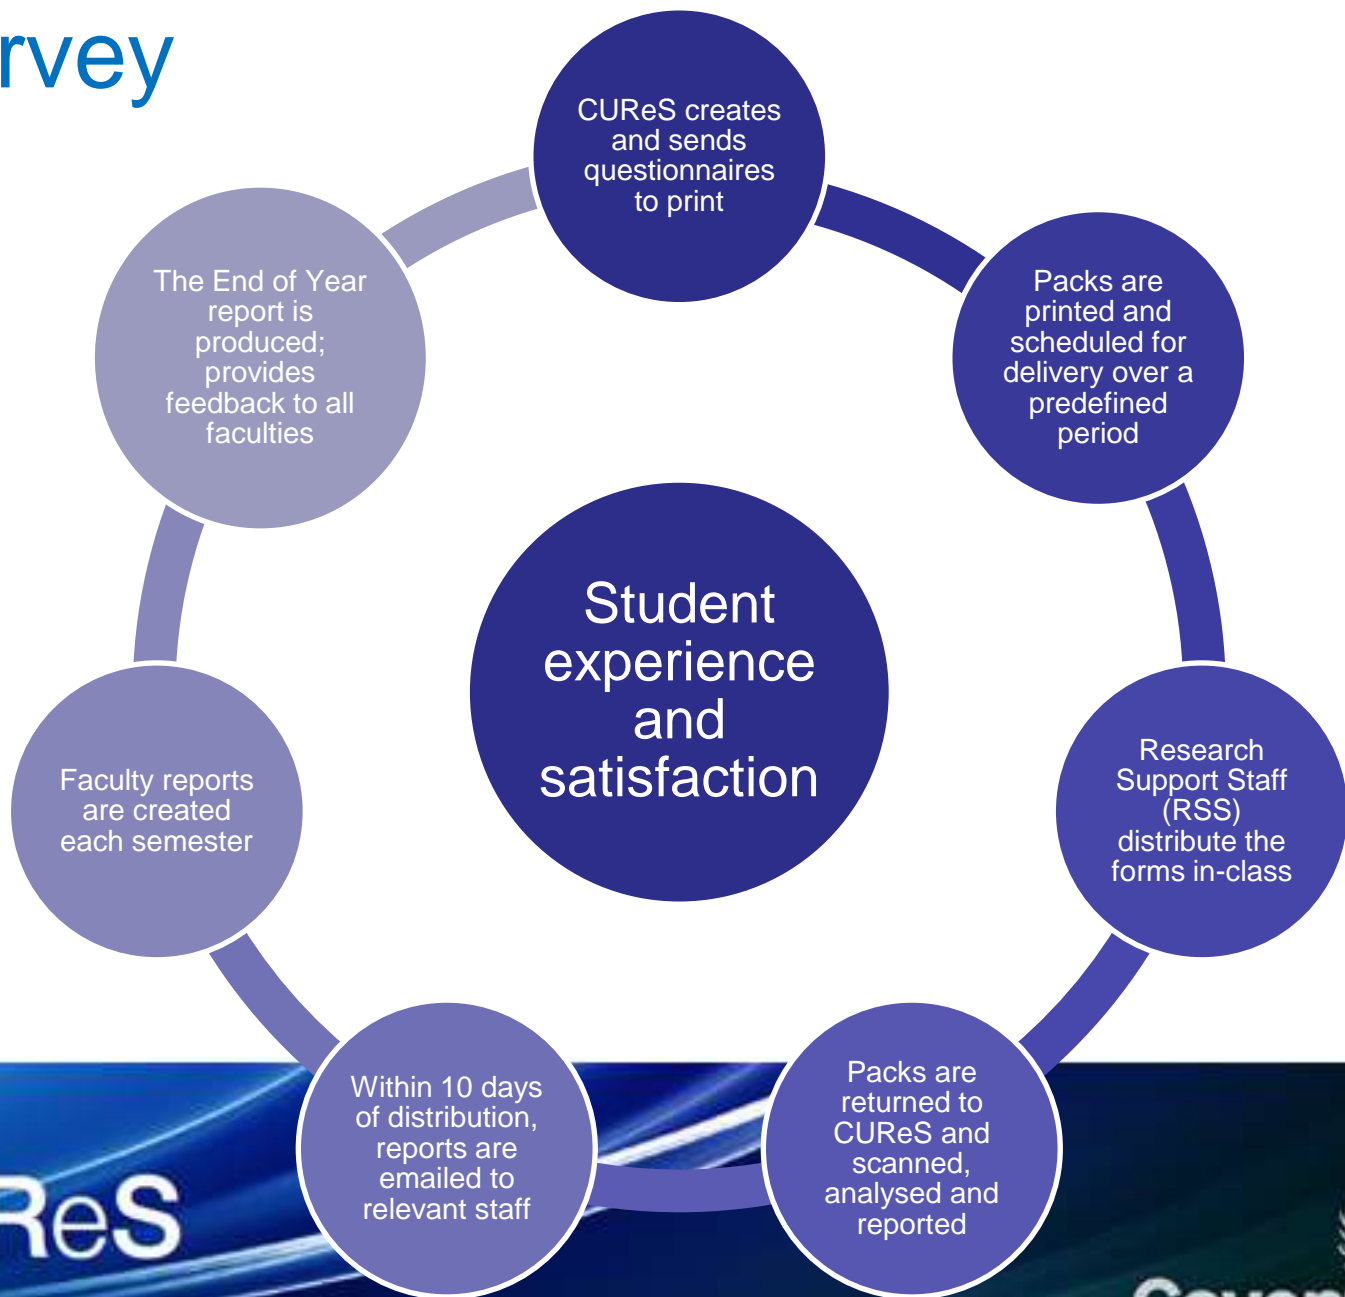 rvey
CUReS creates
and sends
questionnaires
to print
Packs are
printed and
scheduled for
delivery over a
predefined
period
Research
Support Staff
(RSS)
distribute the
forms in-class
Packs are
returned to
CUReS and
scanned,
analysed and
reported
Within 10 days
of distribution,
reports are
emailed to
relevant staff
Faculty reports
are created
each semester
The End of Year
report is
produced;
provides
feedback to all
faculties
Student
experience
and
satisfaction
ReS
Coven